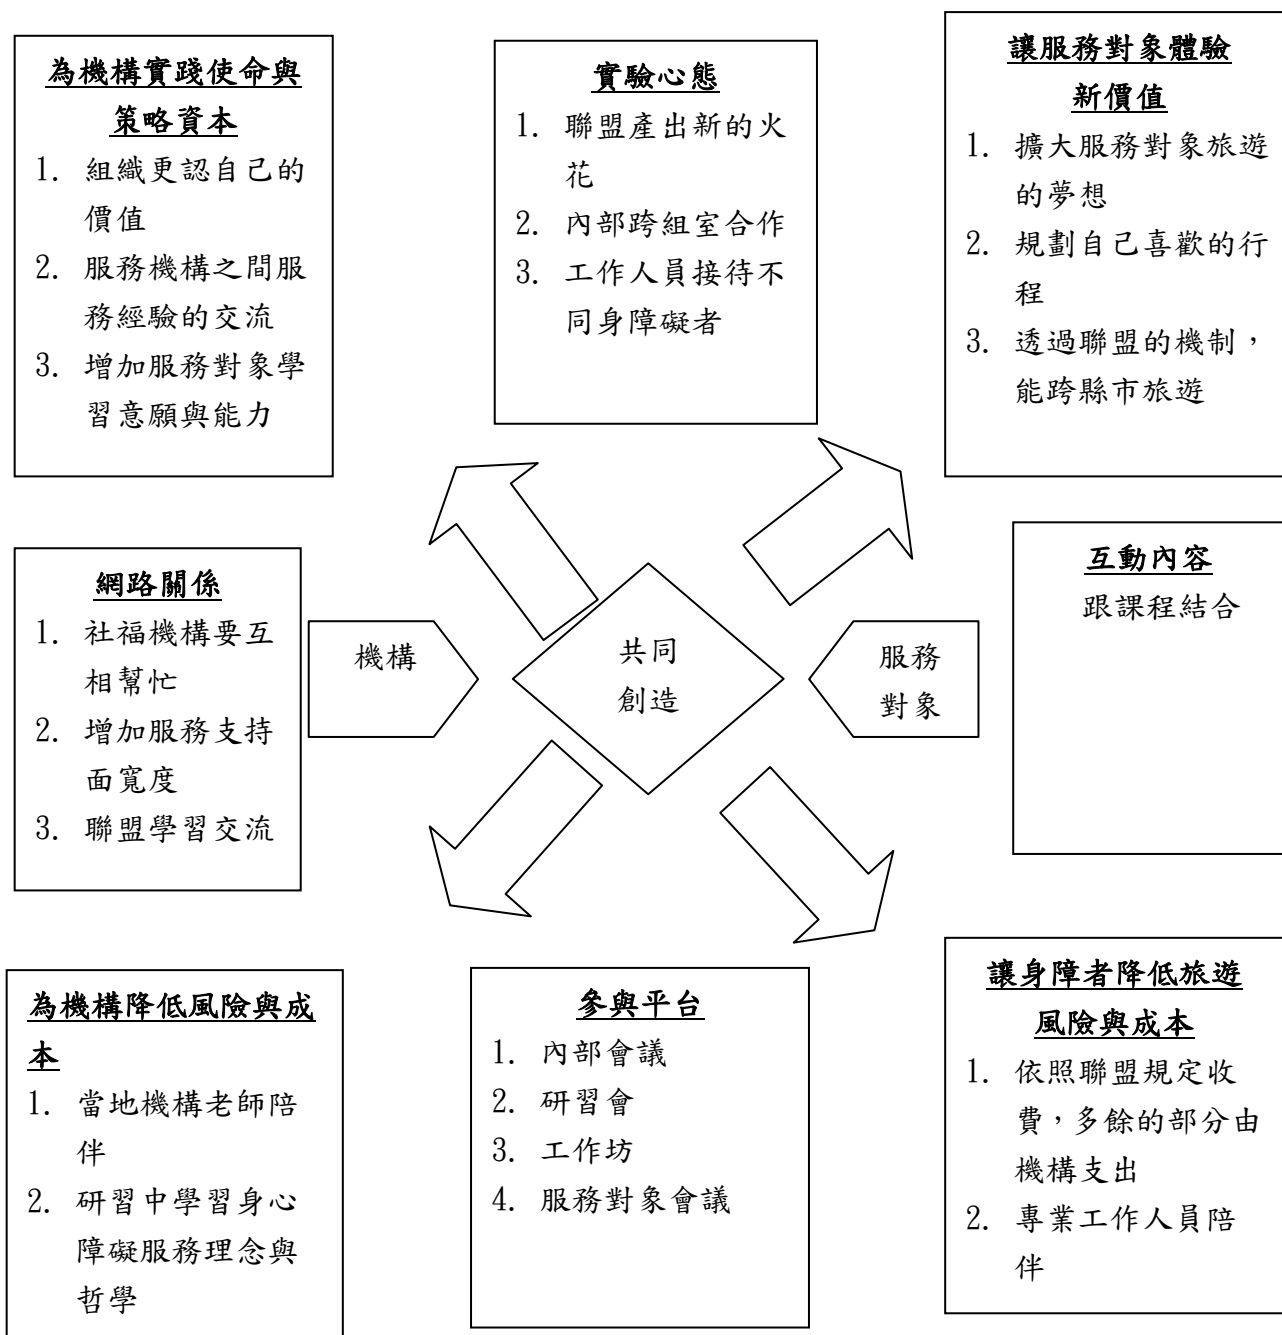 為機構實踐使命與
策略資本
1. 組織更認自己的
價值
2. 服務機構之間服
務經驗的交流
3. 增加服務對象學
習意願與能力
實驗心態
1. 聯盟產出新的火
花
2. 內部跨組室合作
3. 工作人員接待不
同身障礙者
讓服務對象體驗
新價值
1. 擴大服務對象旅遊
的夢想
2. 規劃自己喜歡的行
程
3. 透過聯盟的機制，
能跨縣市旅遊
網路關係
1. 社福機構要互
相幫忙
2. 增加服務支持
面寬度
3. 聯盟學習交流
機構
共同
創造
服務
對象
互動內容
跟課程結合
為機構降低風險與成
本
1. 當地機構老師陪
伴
2. 研習中學習身心
障礙服務理念與
哲學
參與平台
1. 內部會議
2. 研習會
3. 工作坊
4. 服務對象會議
讓身障者降低旅遊
風險與成本
1. 依照聯盟規定收
費，多餘的部分由
機構支出
2. 專業工作人員陪
伴